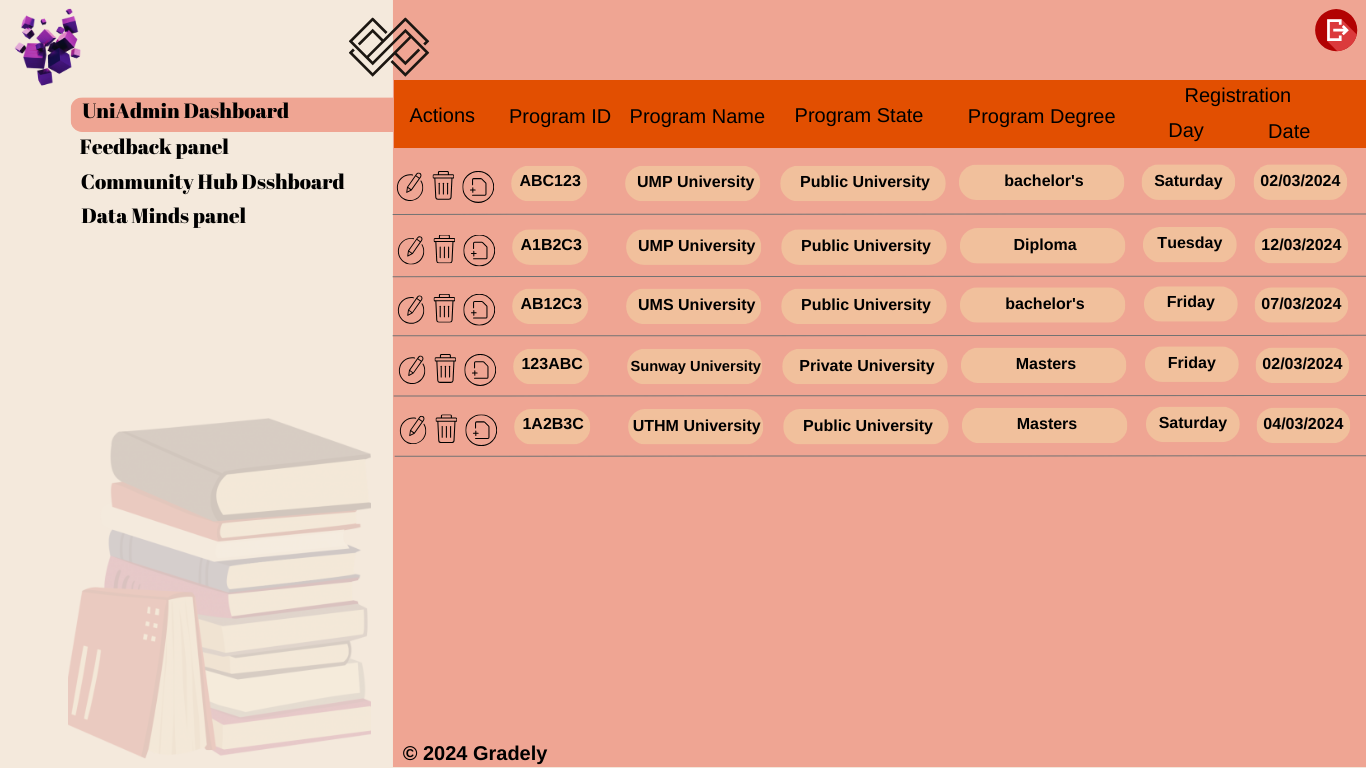 UniAdmin Dashboard
Feedback panel
Community Hub Dsshboard
Data Minds panel
Actions Program ID Program Name Program State Program Degree Registration
Day Date
ABC123 UMP University Public University bachelor's Saturday 02/03/2024
A1B2C3 UMP University Public University Diploma Tuesday 12/03/2024
AB12C3 UMS University Public University bachelor's Friday 07/03/2024
123ABC Sunway University Private University Masters Friday 02/03/2024
1A2B3C UTHM University Public University Masters Saturday 04/03/2024
© 2024 Gradely